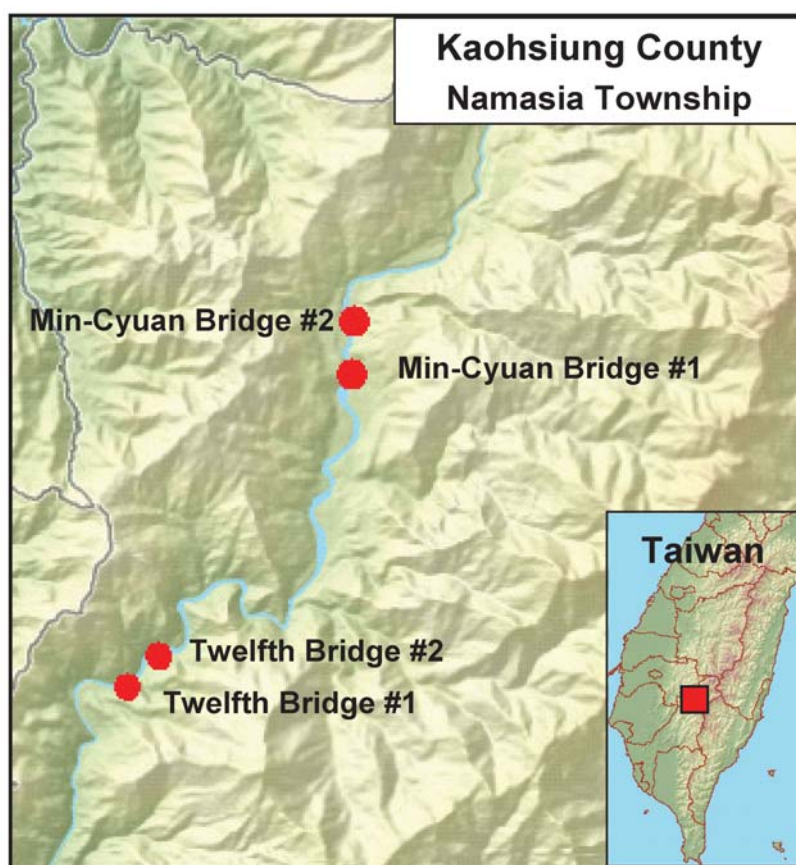 Kaohsiung County
Namasia Township
Min-Cyuan Bridge #2
Min-Cyuan Bridge #1
Taiwan
Twelfth Bridge #2
Twelfth Bridge #1